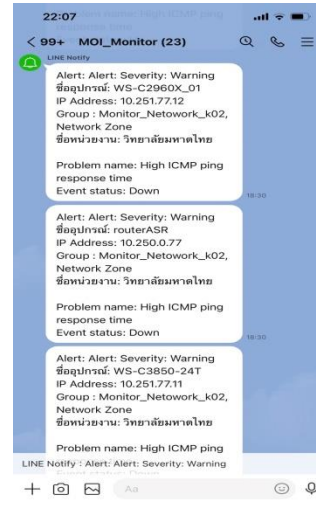 22:07
99+ MOI_Monitor (23)
LINE Notify
Alert: Alert: Severity: Warning
ชื่ออุปกรณ์: WS-C2960X_01
IP Address: 10.251.77.12
Group : Monitor_Netowork_k02,
Network Zone
ชื่อหน่วยงาน: วิทยาลัยมหาดไทย
Problem name: High ICMP ping
response time
Event status: Down
18:30
Alert: Alert: Severity: Warning
ชื่ออุปกรณ์: routerASR
IP Address: 10.250.0.77
Group : Monitor_Netowork_k02,
Network Zone
ชื่อหน่วยงาน: วิทยาลัยมหาดไทย
Problem name: High ICMP ping
response time
Event status: Down
18:30
Alert: Alert: Severity: Warning
ชื่ออุปกรณ์: WS-C3850-24T
IP Address: 10.251.77.11
Group : Monitor_Netowork_k02,
Network Zone
ชื่อหน่วยงาน: วิทยาลัยมหาดไทย
Problem name: High ICMP ping
LINE Notify : Alert: Alert: Severity: Warning
Aa